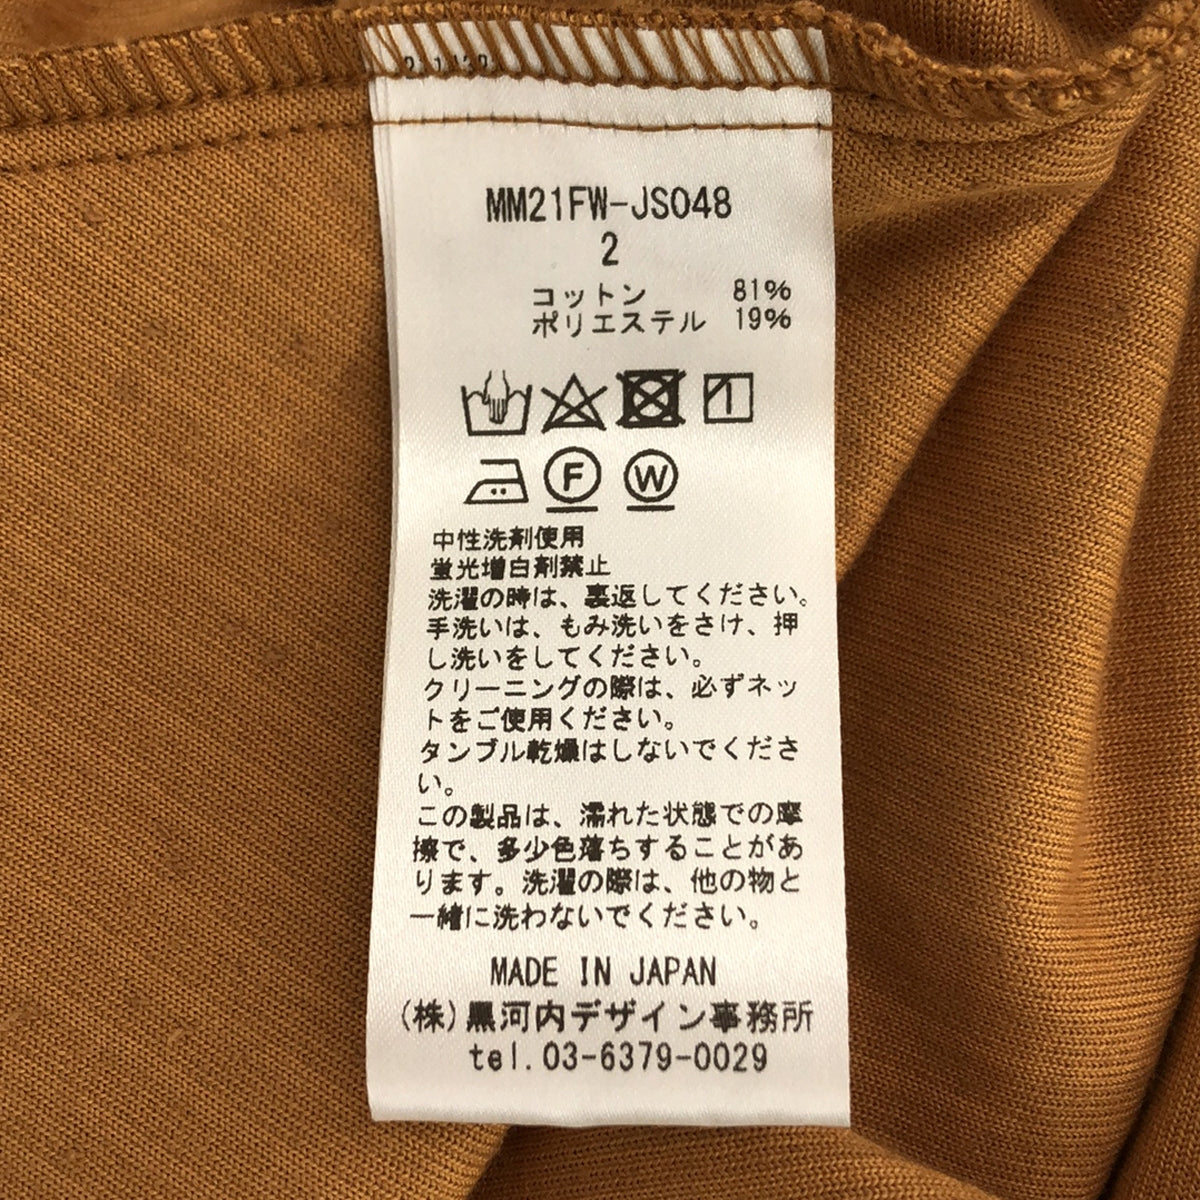 MM21FW-JS048
2
コットン 81%
ポリエステル 19%
F W
中性洗剤使用
蛍光増白剤禁止
洗濯の時は、裏返してください。
手洗いは、もみ洗いをさけ、押
し洗いをしてください。
クリーニングの際は、必ずネッ
トをご使用ください。
タンブル乾燥はしないでくださ
い。
この製品は、濡れた状態での摩
擦で、多少色落ちすることがあ
ります。洗濯の際は、他の物と
一緒に洗わないでください。
MADE IN JAPAN
(株)黒河内デザイン事務所
tel.03-6379-0029